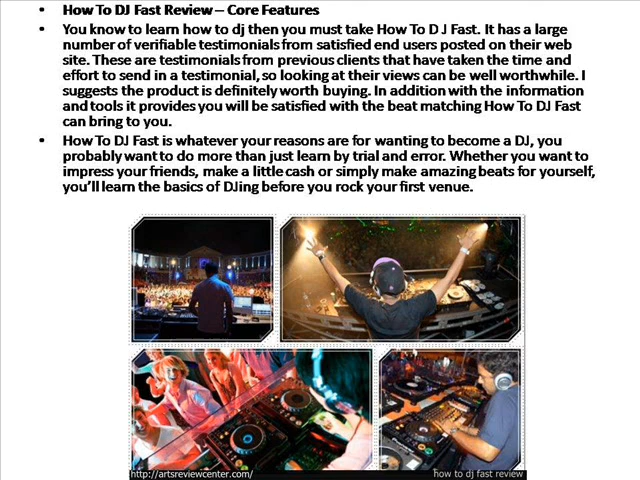 • How To DJ Fast Review – Core Features
• You know to learn how to dj then you must take How To D J Fast. It has a large
number of verifiable testimonials from satisfied end users posted on their web
site. These are testimonials from previous clients that have taken the time and
effort to send in a testimonial, so looking at their views can be well worthwhile. I
suggests the product is definitely worth buying. In addition with the information
and tools it provides you will be satisfied with the beat matching How To DJ Fast
can bring to you.
• How To DJ Fast is whatever your reasons are for wanting to become a DJ, you
probably want to do more than just learn by trial and error. Whether you want to
impress your friends, make a little cash or simply make amazing beats for yourself,
you'll learn the basics of DJing before you rock your first venue.
http://artsreviewcenter.com/ how to dj fast review